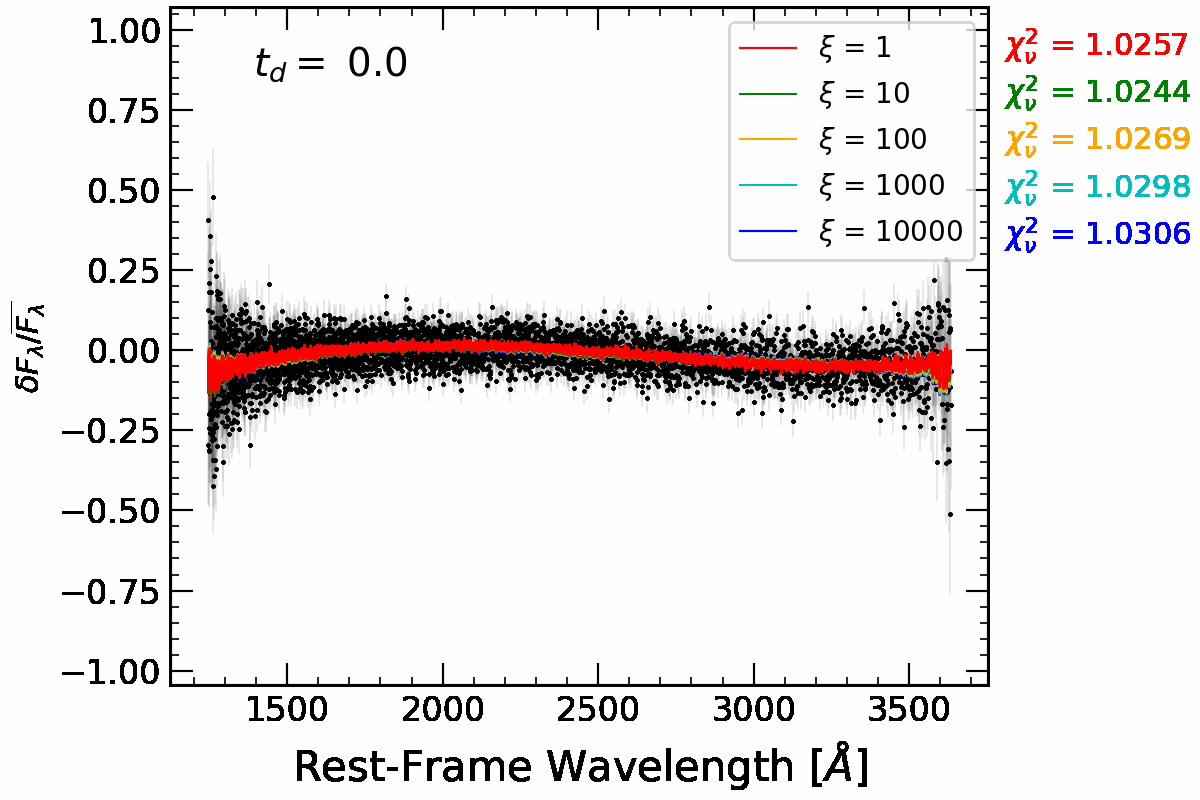 1.00
0.75
0.50
0.25
0.00
−0.25
−0.50
−0.75
−1.00
δF_λ/\overline{F_λ}
t_d = 0.0
ξ = 1
ξ = 10
ξ = 100
ξ = 1000
ξ = 10000
χ²_ν = 1.0257
χ²_ν = 1.0244
χ²_ν = 1.0269
χ²_ν = 1.0298
χ²_ν = 1.0306
1500 2000 2500 3000 3500
Rest-Frame Wavelength [Å]